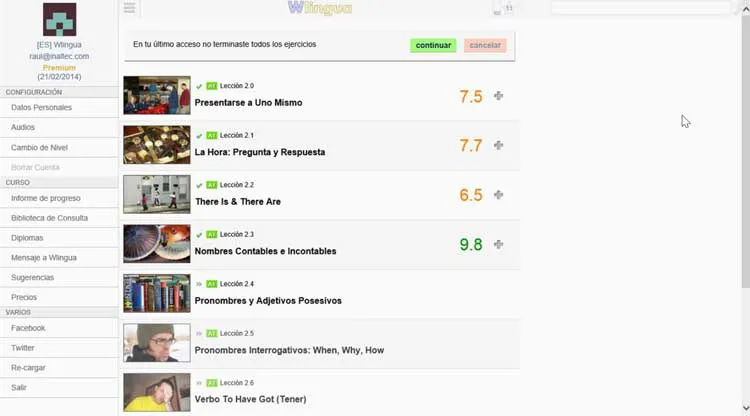 Wlingua
11
[ES] Wlingua
raul@inaltec.com
Premium
(21/02/2014)
CONFIGURACIÓN
Datos Personales
Audios
Cambio de Nivel
Borrar Cuenta
CURSO
Informe de progreso
Biblioteca de Consulta
Diplomas
Mensaje a Wlingua
Sugerencias
Precios
VARIOS
Facebook
Twitter
Re-cargar
Salir
En tu último acceso no terminaste todos los ejercicios
continuar
cancelar
A1 Lección 2.0
Presentarse a Uno Mismo
7.5
A1 Lección 2.1
La Hora: Pregunta y Respuesta
7.7
A1 Lección 2.2
There Is & There Are
6.5
A1 Lección 2.3
Nombres Contables e Incontables
9.8
A1 Lección 2.4
Pronombres y Adjetivos Posesivos
A1 Lección 2.5
Pronombres Interrogativos: When, Why, How
A1 Lección 2.6
Verbo To Have Got (Tener)